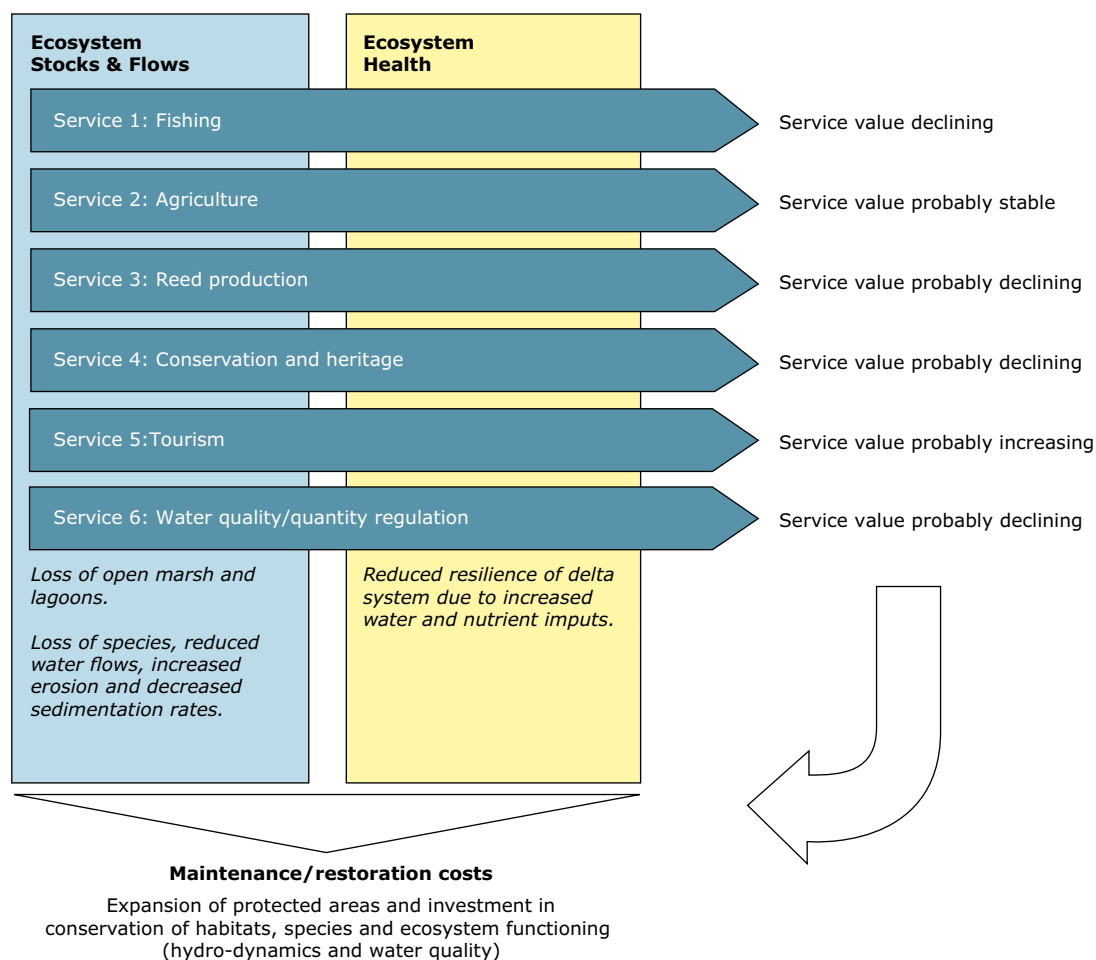 Ecosystem
Stocks & Flows
Ecosystem
Health
Service 1: Fishing
Service value declining
Service 2: Agriculture
Service value probably stable
Service 3: Reed production
Service value probably declining
Service 4: Conservation and heritage
Service value probably declining
Service 5:Tourism
Service value probably increasing
Service 6: Water quality/quantity regulation
Service value probably declining
Loss of open marsh and
lagoons.
Loss of species, reduced
water flows, increased
erosion and decreased
sedimentation rates.
Reduced resilience of delta
system due to increased
water and nutrient imputs.
Maintenance/restoration costs
Expansion of protected areas and investment in
conservation of habitats, species and ecosystem functioning
(hydro-dynamics and water quality)